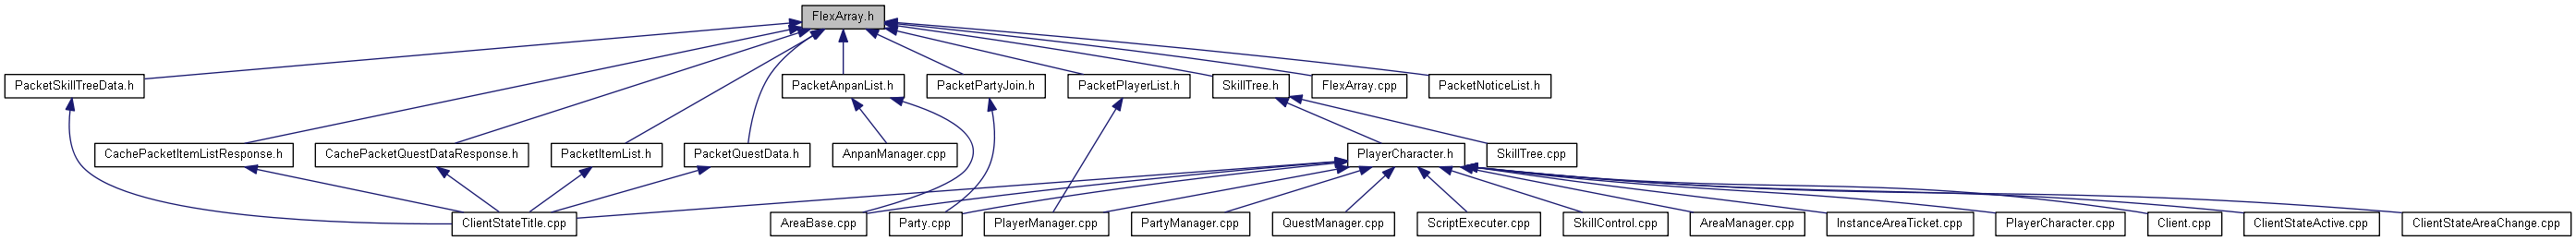 FlexArray.h
PacketSkillTreeData.h
PacketAnpanList.h
PacketPartyJoin.h
PacketPlayerList.h
SkillTree.h
FlexArray.cpp
PacketNoticeList.h
CachePacketItemListResponse.h
CachePacketQuestDataResponse.h
PacketItemList.h
PacketQuestData.h
AnpanManager.cpp
PlayerCharacter.h
SkillTree.cpp
ClientStateTitle.cpp
AreaBase.cpp
Party.cpp
PlayerManager.cpp
PartyManager.cpp
QuestManager.cpp
ScriptExecuter.cpp
SkillControl.cpp
AreaManager.cpp
InstanceAreaTicket.cpp
PlayerCharacter.cpp
Client.cpp
ClientStateActive.cpp
ClientStateAreaChange.cpp